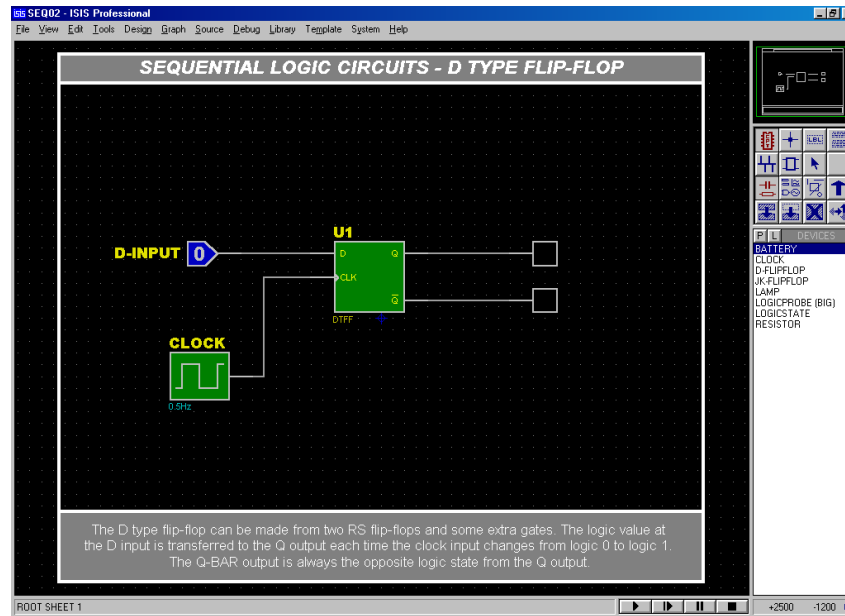 SEQ02 - ISIS Professional
File View Edit Tools Design Graph Source Debug Library Template System Help
SEQUENTIAL LOGIC CIRCUITS - D TYPE FLIP-FLOP
LBL
P L DEVICES
BATTERY
CLOCK
D-FLIPFLOP
JK-FLIPFLOP
LAMP
LOGICPROBE (BIG)
LOGICSTATE
RESISTOR
U1
D-INPUT 0
D Q
CLK
Q
DTFF
CLOCK
0.5Hz
The D type flip-flop can be made from two RS flip-flops and some extra gates. The logic value at
the D input is transferred to the Q output each time the clock input changes from logic 0 to logic 1.
The Q-BAR output is always the opposite logic state from the Q output.
ROOT SHEET 1
+2500 -1200